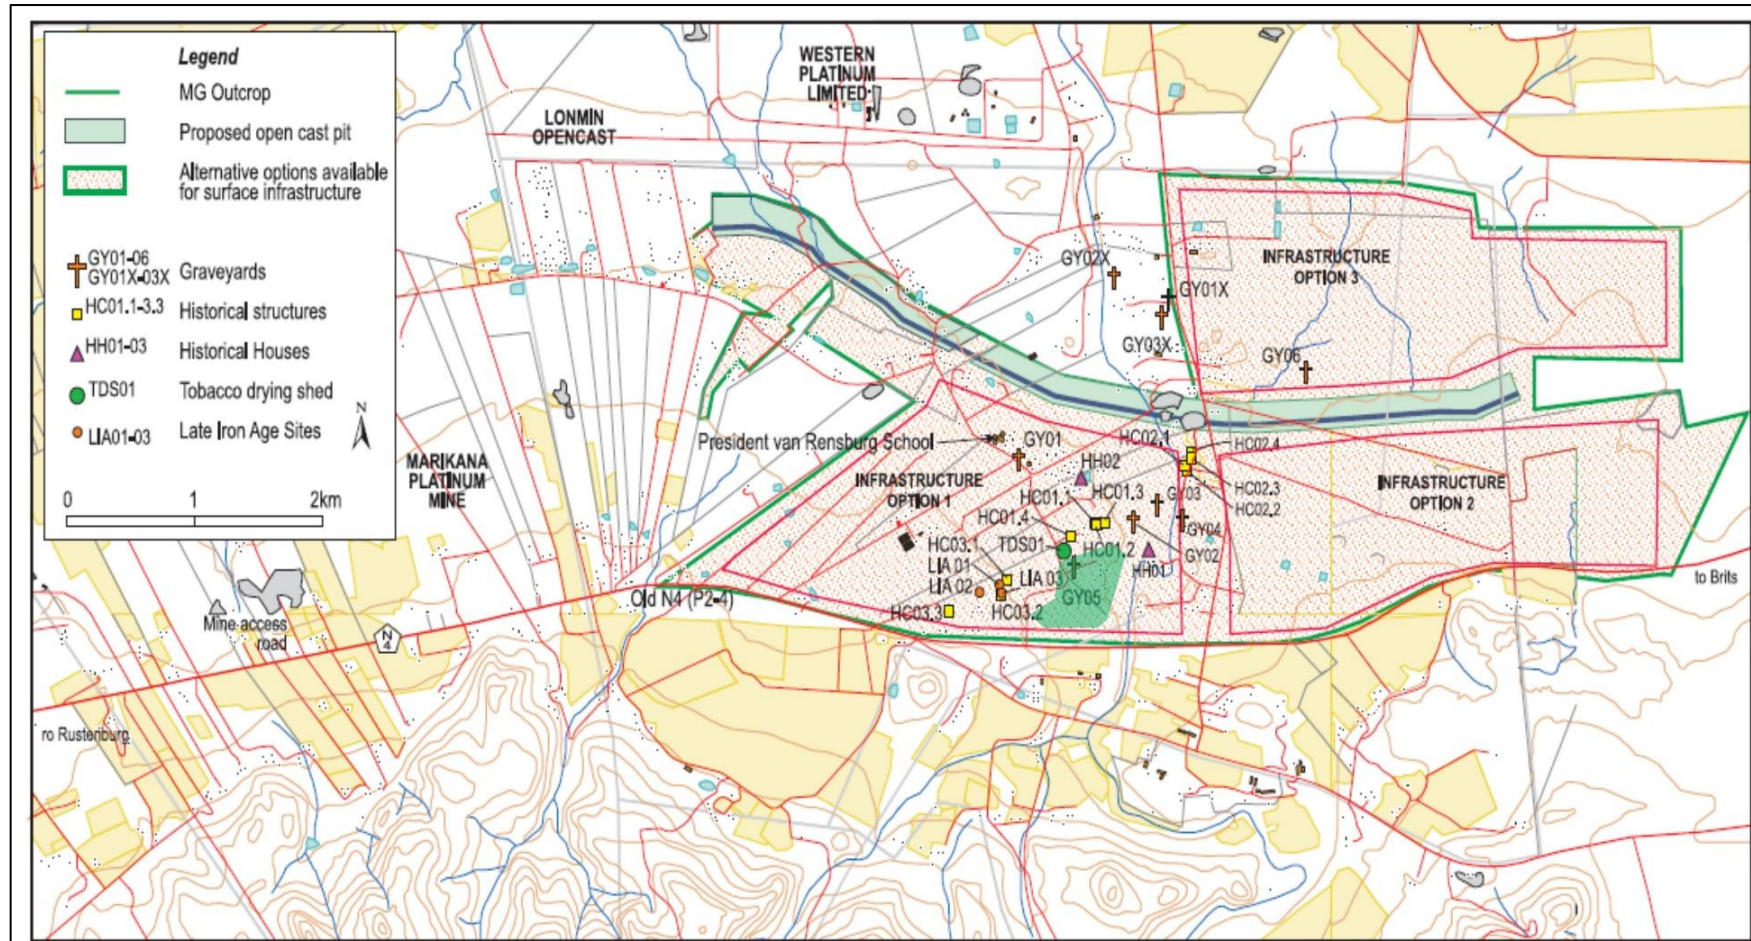 Legend
MG Outcrop
Proposed open cast pit
Alternative options available
for surface infrastructure
GY01-06
GY01X-03X
Graveyards
HC01.1-3.3
Historical structures
HH01-03
Historical Houses
TDS01
Tobacco drying shed
N
LIA01-03
Late Iron Age Sites
0
1
2km
WESTERN
PLATINUM
LIMITED
LONMIN
OPENCAST
MARIKANA
PLATINUM
MINE
GY02X
GY01X
GY03X
GY06
INFRASTRUCTURE
OPTION 3
President van Rensburg School
GY01
HH02
HC02.1
HC02.4
HC02.3
HC02.2
INFRASTRUCTURE
OPTION 1
INFRASTRUCTURE
OPTION 2
HC01.1
HC01.3
GY03
HC01.4
GY04
HC03.1
TDS01
HC01.2
GY02
LIA 01
LIA 03
HH01
LIA 02
GY05
HC03.3
HC03.2
Old N4 (P2-4)
to Brits
Mine access
road
N
4
ro Rustenburg